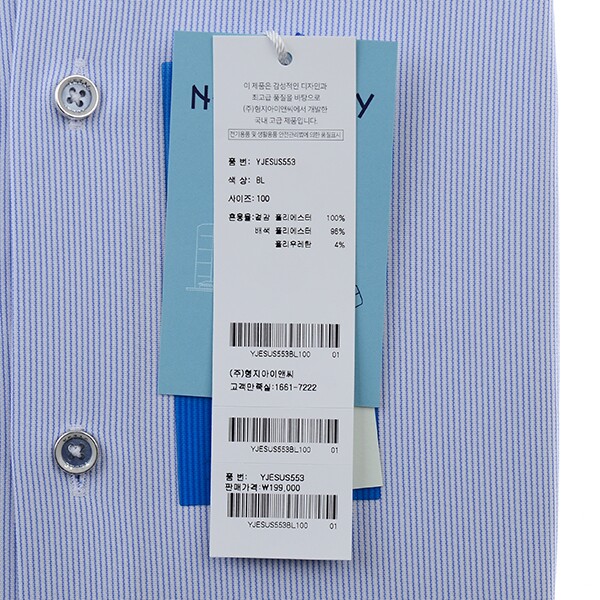 이 제품은 감성적인 디자인과
최고급 품질을 바탕으로
(주)형지아이앤씨에서 개발한
국내 고급 제품입니다.
전기용품 및 생활용품 안전관리법에 의한 품질표시
품 번: YJESUS553
색 상: BL
사이즈: 100
혼용율:겉감 폴리에스터 100%
배색 폴리에스터 96%
폴리우레탄 4%
YJESUS553BL100 01
(주)형지아이앤씨
고객만족실:1661-7222
YJESUS553BL100 01
품 번: YJESUS553
판매가격:₩199,000
YJESUS553BL100 01